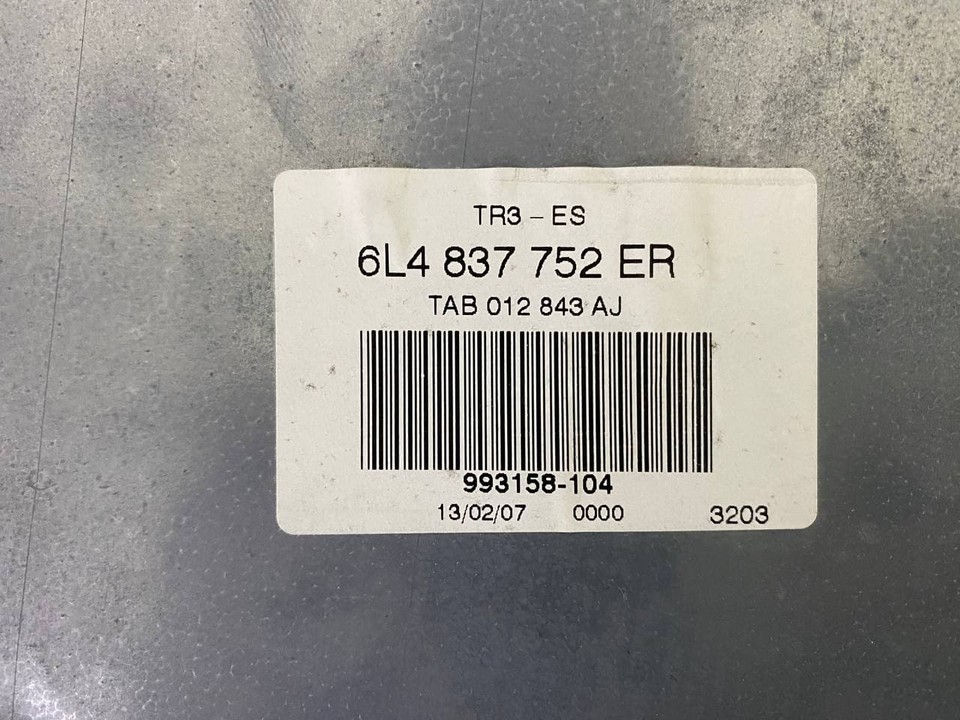 TR3 - ES
6L4 837 752 ER
TAB 012 843 AJ
993158-104
13/02/07 0000 3203